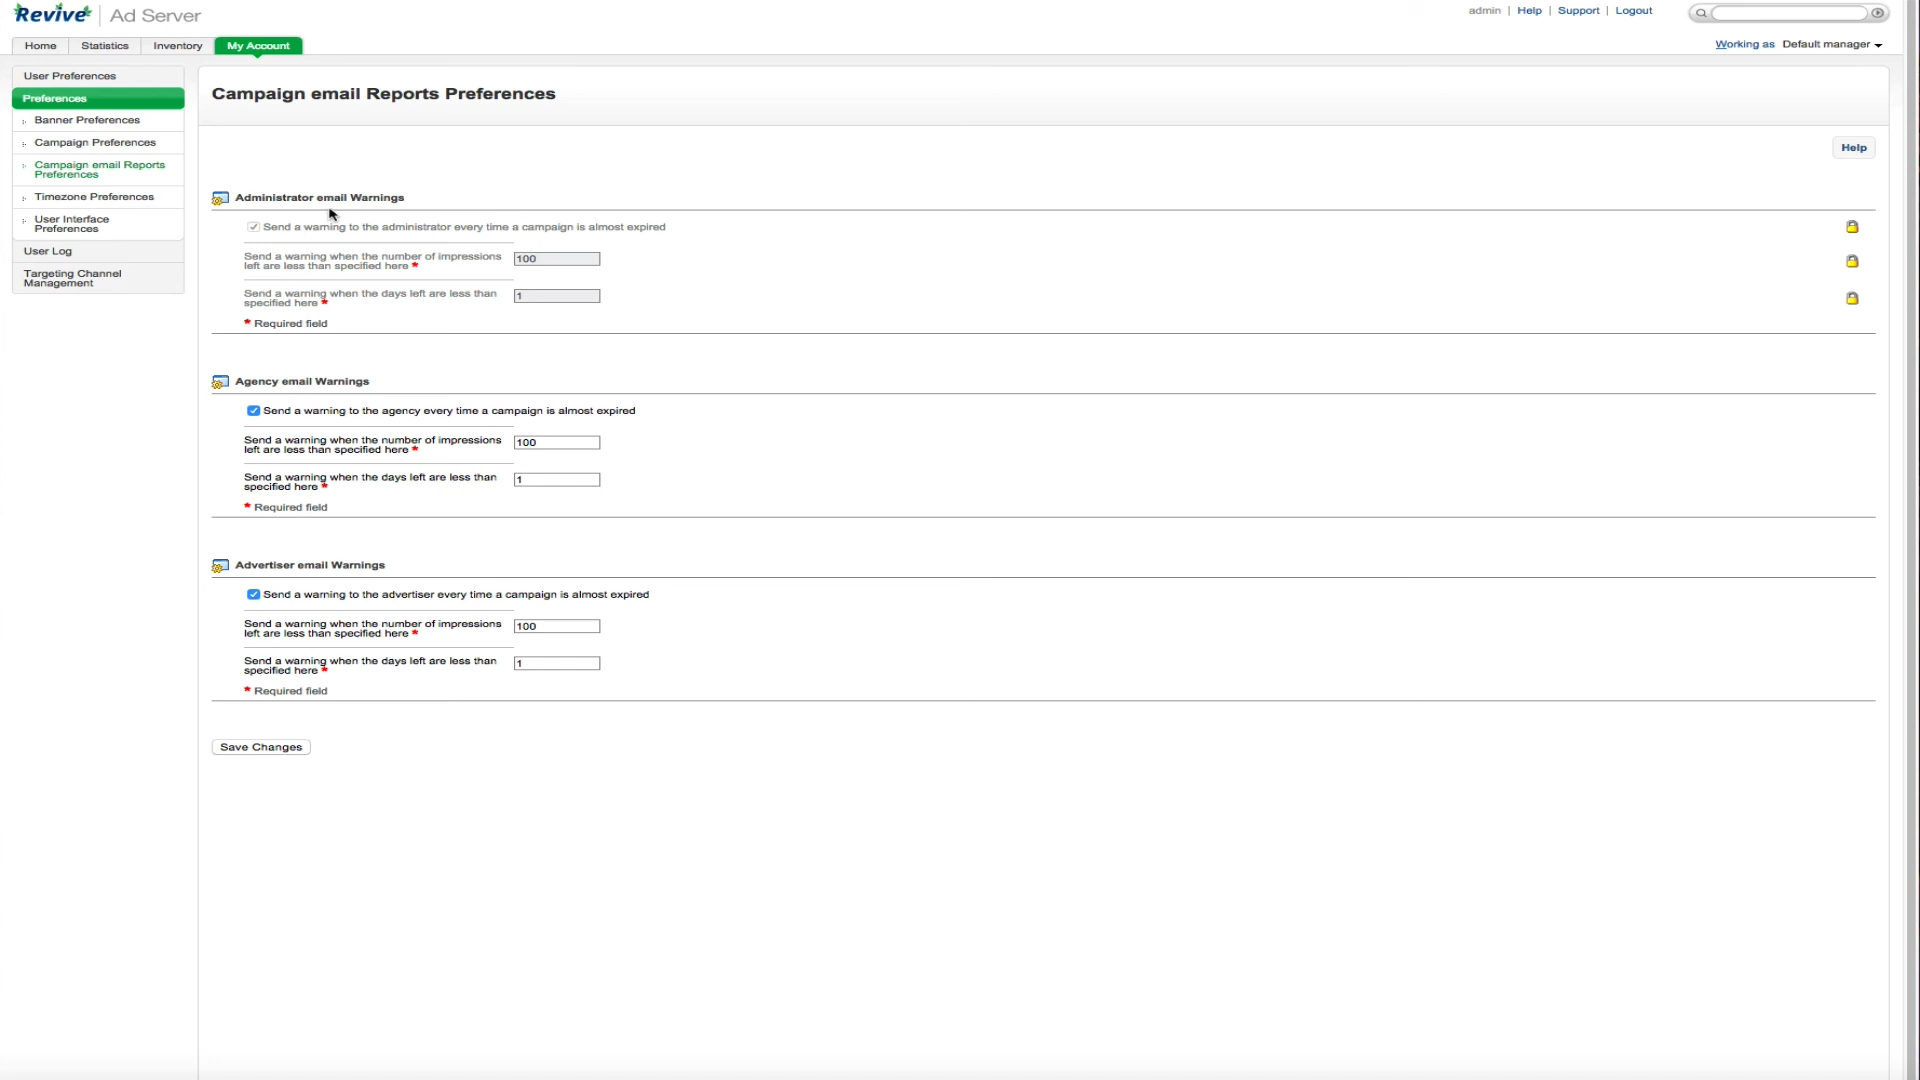 Revive Ad Server
admin | Help | Support | Logout
Home Statistics Inventory My Account
Working as Default manager
User Preferences
Preferences
Banner Preferences
Campaign Preferences
Campaign email Reports
Preferences
Timezone Preferences
User Interface
Preferences
User Log
Targeting Channel
Management
Campaign email Reports Preferences
Help
Administrator email Warnings
Send a warning to the administrator every time a campaign is almost expired
Send a warning when the number of impressions
left are less than specified here *
100
Send a warning when the days left are less than
specified here *
1
* Required field
Agency email Warnings
Send a warning to the agency every time a campaign is almost expired
Send a warning when the number of impressions
left are less than specified here *
100
Send a warning when the days left are less than
specified here *
1
* Required field
Advertiser email Warnings
Send a warning to the advertiser every time a campaign is almost expired
Send a warning when the number of impressions
left are less than specified here *
100
Send a warning when the days left are less than
specified here *
1
* Required field
Save Changes